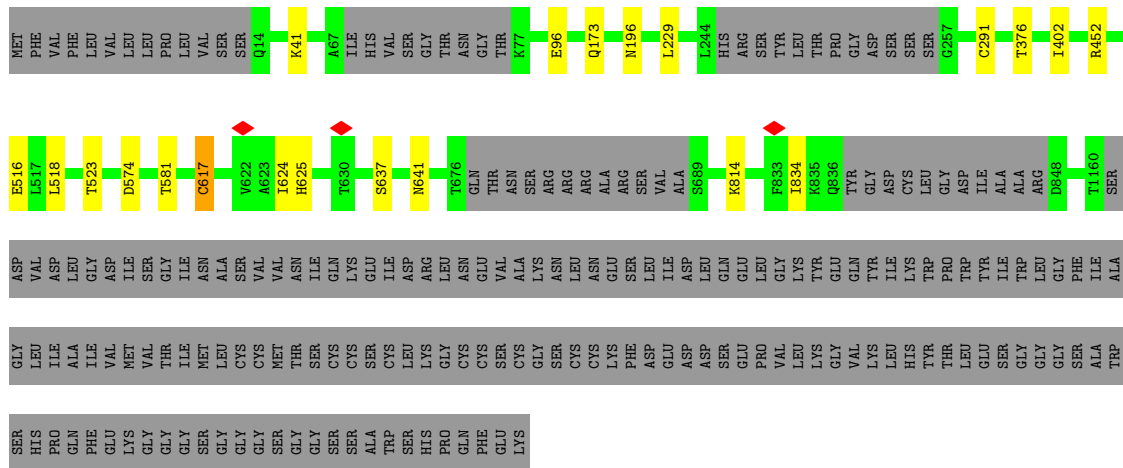 MET PHE VAL PHE LEU VAL LEU LEU PRO LEU VAL SER SER Q14 K41 A67 ILE HIS VAL SER GLY THR ASN GLY THR K77 E96 Q173 N196 L229 L244 HIS ARG SER TYR LEU THR PRO GLY ASP SER SER SER G257 C291 T376 I402 R452
E516 L517 L518 T523 D574 T581 C617 V622 A623 I624 H625 T630 S637 N641 T676 GLN THR ASN SER ARG ARG ARG ALA ARG SER VAL ALA S689 K814 F833 I834 K835 Q836 TYR GLY ASP CYS LEU GLY ASP ILE ALA ALA ARG D848 T1160 SER
ASP VAL ASP LEU GLY ASP ILE SER GLY ILE ASN ALA SER VAL VAL ASN ILE GLN LYS GLU ILE ASP ARG LEU ASN GLU VAL ALA LYS ASN LEU ASN GLU SER LEU ILE ASP LEU GLN GLU LEU GLY LYS TYR GLU GLN TYR ILE LYS TRP PRO TRP TYR ILE TRP LEU GLY PHE ILE ALA
GLY LEU ILE ALA ILE VAL MET VAL THR ILE MET LEU CYS CYS MET THR SER CYS CYS SER CYS LEU LYS GLY CYS CYS SER CYS GLY SER CYS CYS LYS PHE ASP GLU ASP ASP SER GLU PRO VAL LEU LYS GLY VAL LYS LEU HIS TYR THR LEU GLU SER GLY GLY GLY SER ALA TRP
SER HIS PRO GLN PHE GLU LYS GLY GLY GLY SER GLY GLY GLY SER GLY GLY SER SER ALA TRP SER HIS PRO GLN PHE GLU LYS